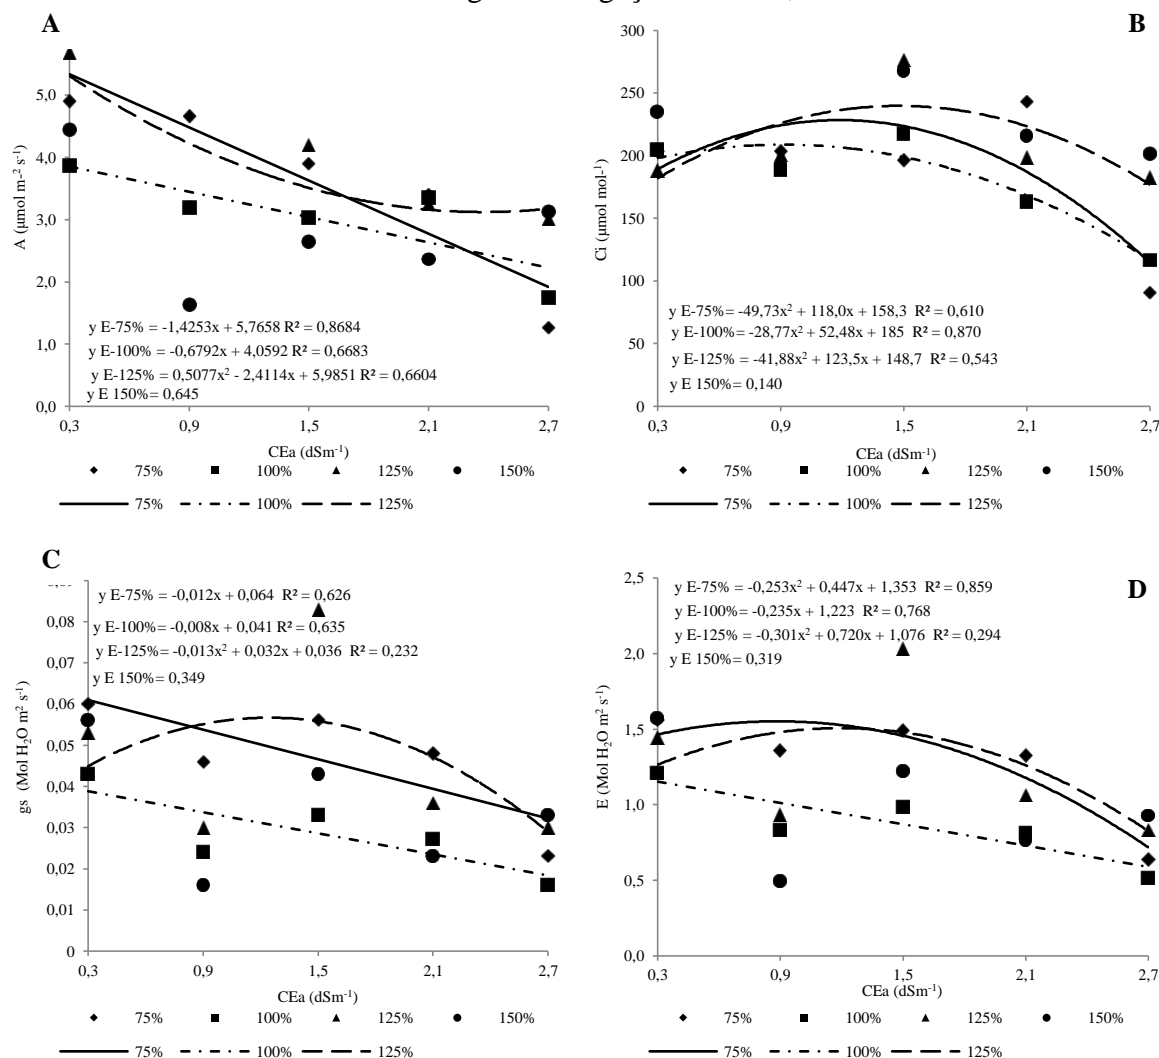 A
5,0
4,0
3,0
2,0
1,0
0,0
A (µmol m-² s⁻¹)
y E-75% = -1,4253x + 5,7658 R² = 0,8684
y E-100% = -0,6792x + 4,0592 R² = 0,6683
y E-125% = 0,5077x² - 2,4114x + 5,9851 R² = 0,6604
y E 150%= 0,645
0,3 0,9 1,5 2,1 2,7
CEa (dSm⁻¹)
75% 100% 125% 150%
75% 100% 125%
B
300
250
200
150
100
50
0
Ci (µmol mol-¹)
y E-75%= -49,73x² + 118,0x + 158,3 R² = 0,610
y E-100%= -28,77x² + 52,48x + 185 R² = 0,870
y E-125%= -41,88x² + 123,5x + 148,7 R² = 0,543
y E 150%= 0,140
0,3 0,9 1,5 2,1 2,7
CEa (dSm⁻¹)
75% 100% 125% 150%
75% 100% 125%
C
0,08
0,07
0,06
0,05
0,04
0,03
0,02
0,01
0
gs (Mol H₂O m² s⁻¹)
y E-75% = -0,012x + 0,064 R² = 0,626
y E-100%= -0,008x + 0,041 R² = 0,635
y E-125%= -0,013x² + 0,032x + 0,036 R² = 0,232
y E 150%= 0,349
0,3 0,9 1,5 2,1 2,7
CEa (dSm⁻¹)
75% 100% 125% 150%
75% 100% 125%
D
2,5
2,0
1,5
1,0
0,5
0,0
E (Mol H₂O m² s⁻¹)
y E-75% = -0,253x² + 0,447x + 1,353 R² = 0,859
y E-100%= -0,235x + 1,223 R² = 0,768
y E-125%= -0,301x² + 0,720x + 1,076 R² = 0,294
y E 150%= 0,319
0,3 0,9 1,5 2,1 2,7
CEa (dSm⁻¹)
75% 100% 125% 150%
75% 100% 125%